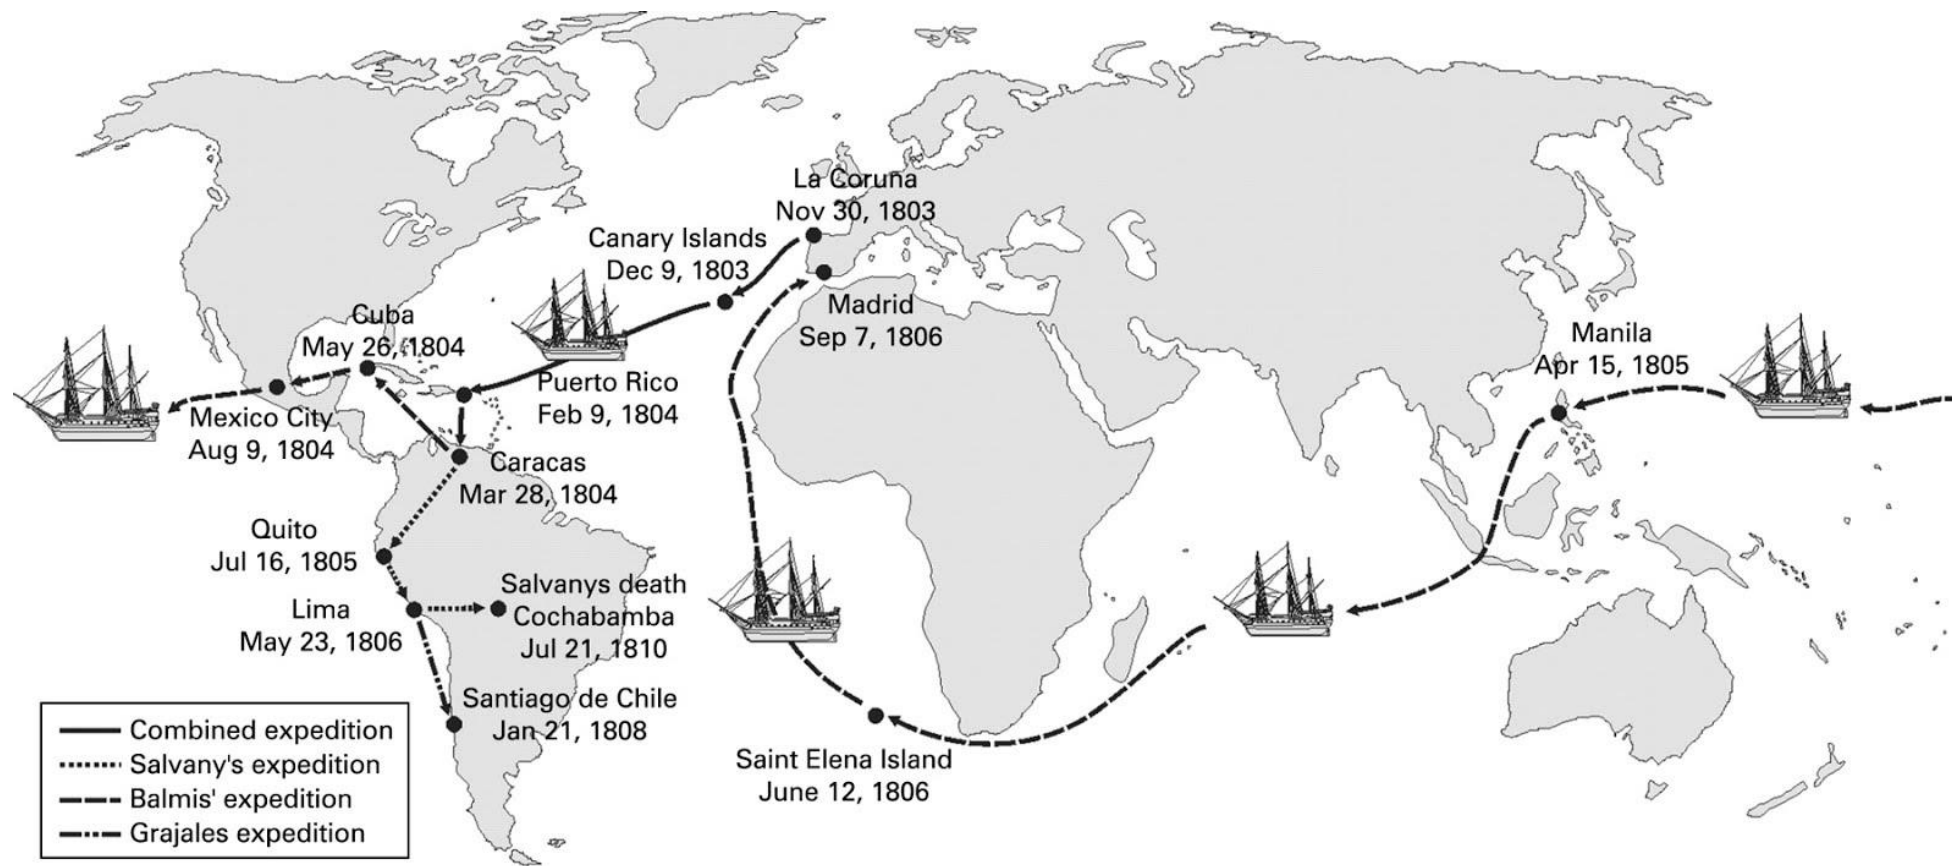 La Coruna
Nov 30, 1803
Canary Islands
Dec 9, 1803
Madrid
Sep 7, 1806
Cuba
May 26, 1804
Manila
Apr 15, 1805
Puerto Rico
Feb 9, 1804
Mexico City
Aug 9, 1804
Caracas
Mar 28, 1804
Quito
Jul 16, 1805
Salvanys death
Cochabamba
Jul 21, 1810
Lima
May 23, 1806
Santiago de Chile
Jan 21, 1808
Saint Elena Island
June 12, 1806
Combined expedition
Salvany's expedition
Balmis' expedition
Grajales expedition